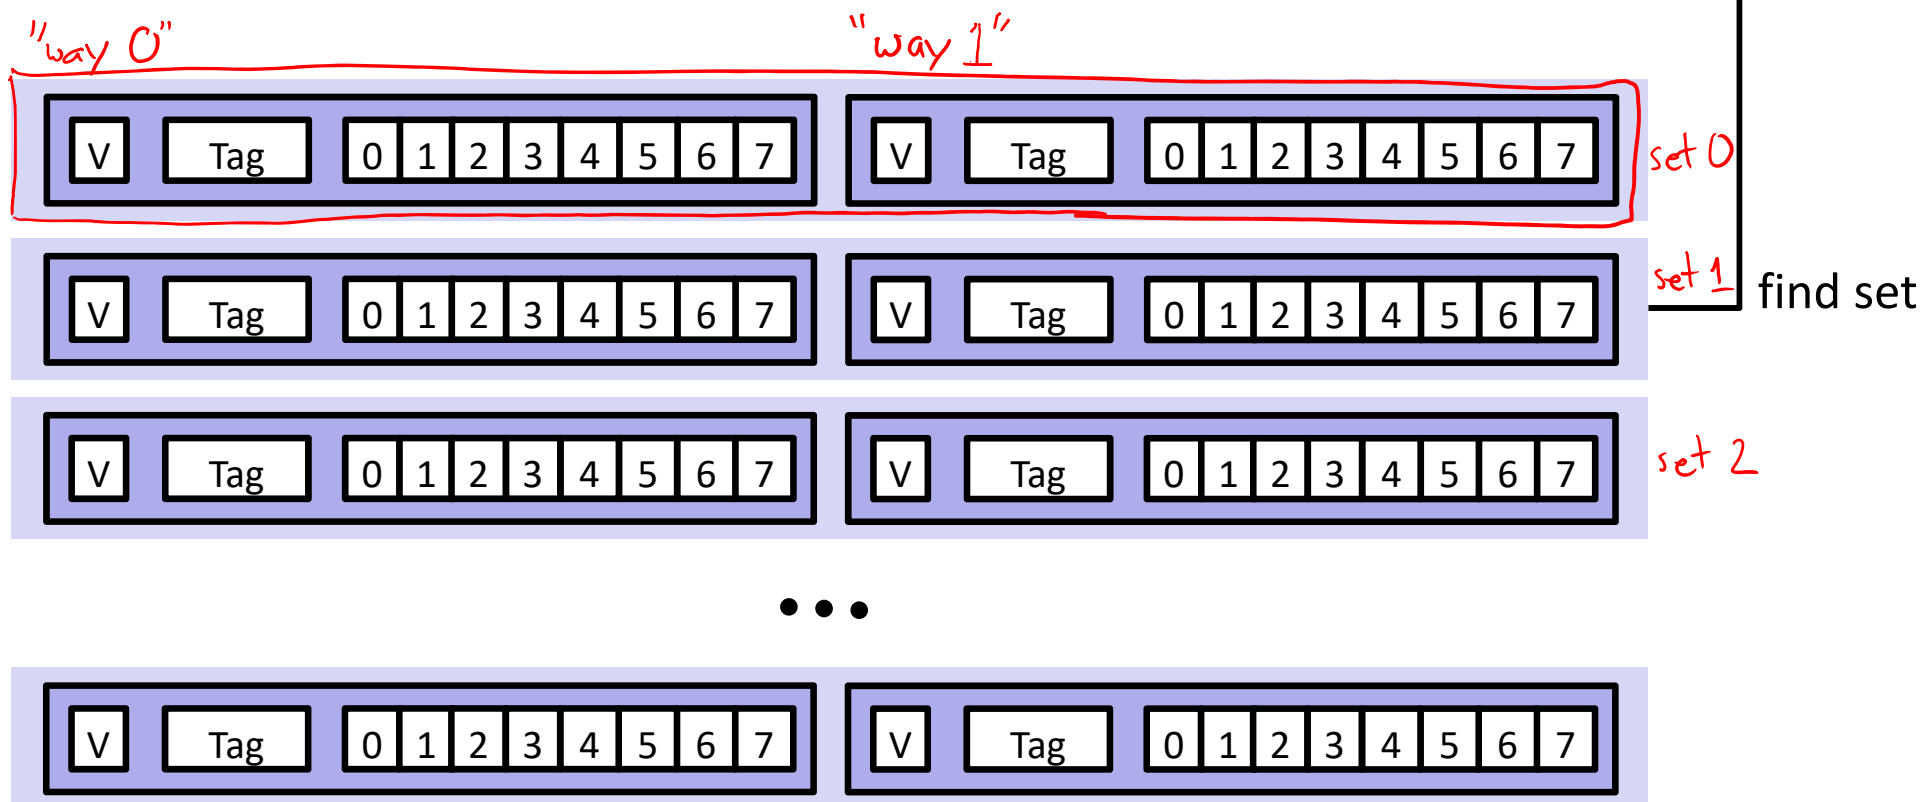 "way 0" "way 1"
V Tag 0 1 2 3 4 5 6 7 V Tag 0 1 2 3 4 5 6 7 set 0
V Tag 0 1 2 3 4 5 6 7 V Tag 0 1 2 3 4 5 6 7 set 1 find set
V Tag 0 1 2 3 4 5 6 7 V Tag 0 1 2 3 4 5 6 7 set 2
•••
V Tag 0 1 2 3 4 5 6 7 V Tag 0 1 2 3 4 5 6 7